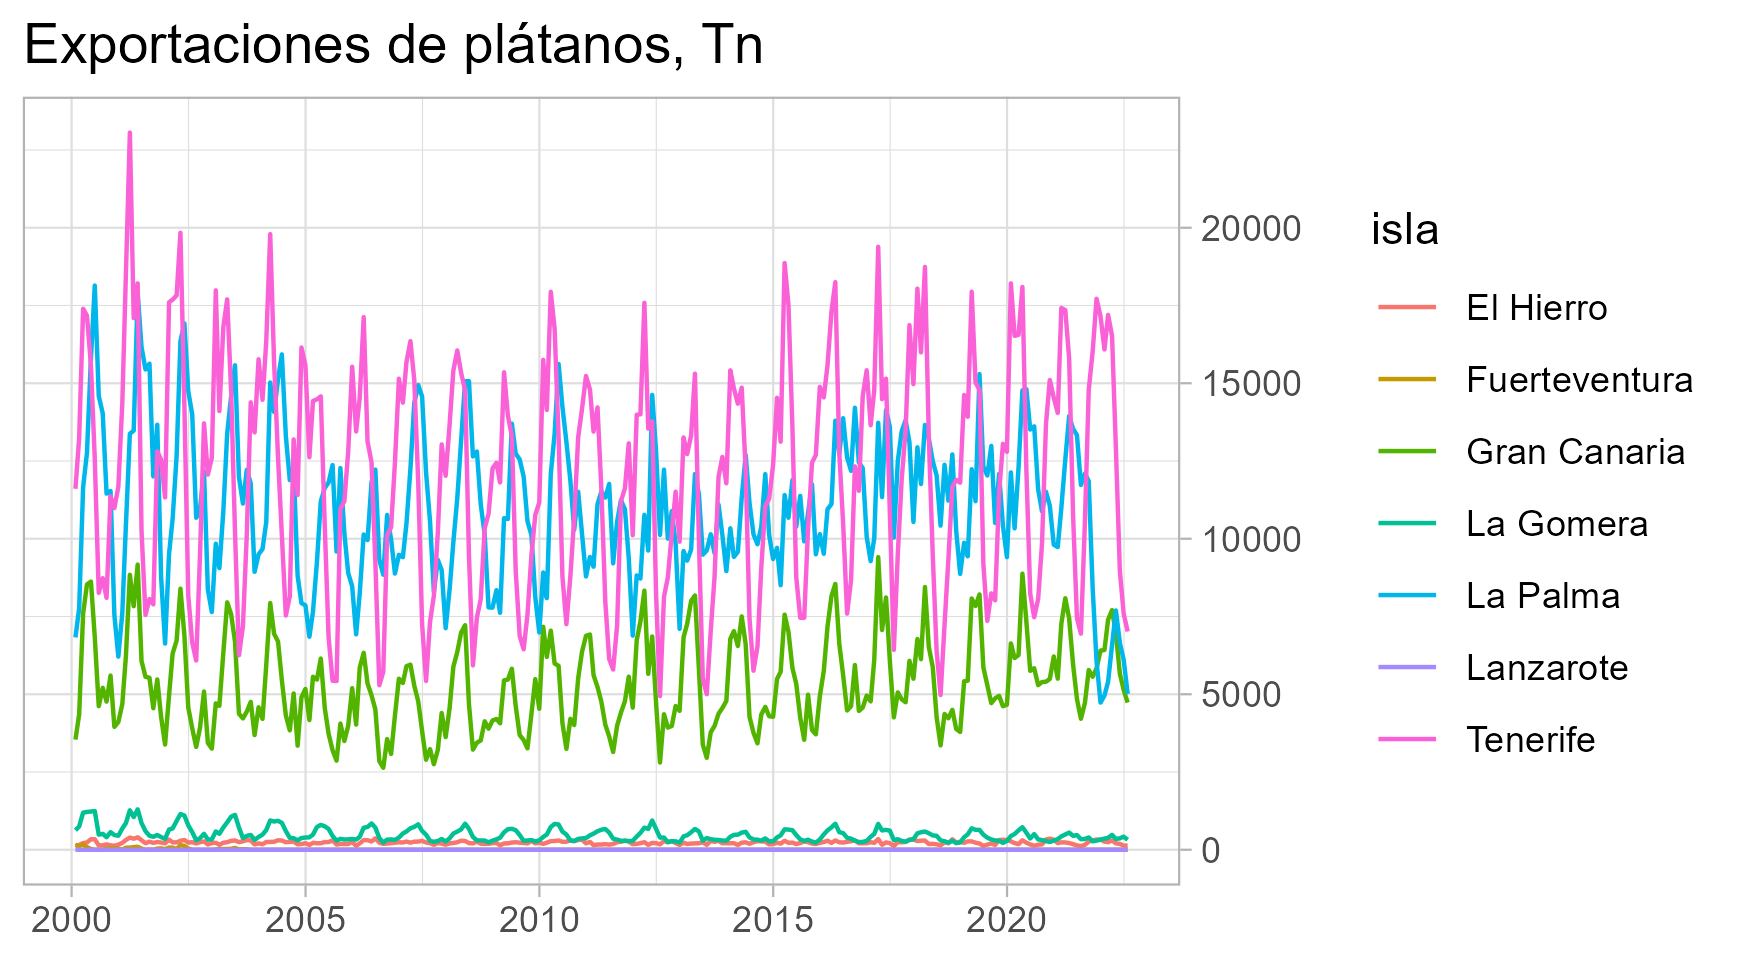 Exportaciones de plátanos, Tn
20000
15000
10000
5000
0
2000 2005 2010 2015 2020
isla
El Hierro
Fuerteventura
Gran Canaria
La Gomera
La Palma
Lanzarote
Tenerife